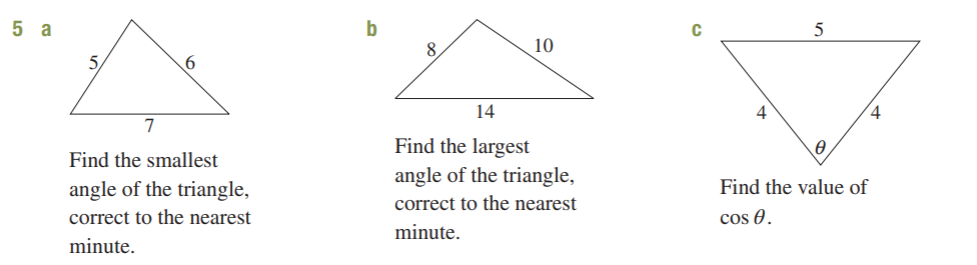 5 a
5
6
7
Find the smallest
angle of the triangle,
correct to the nearest
minute.
b
8
10
14
Find the largest
angle of the triangle,
correct to the nearest
minute.
c
5
4
4
θ
Find the value of
cos θ.